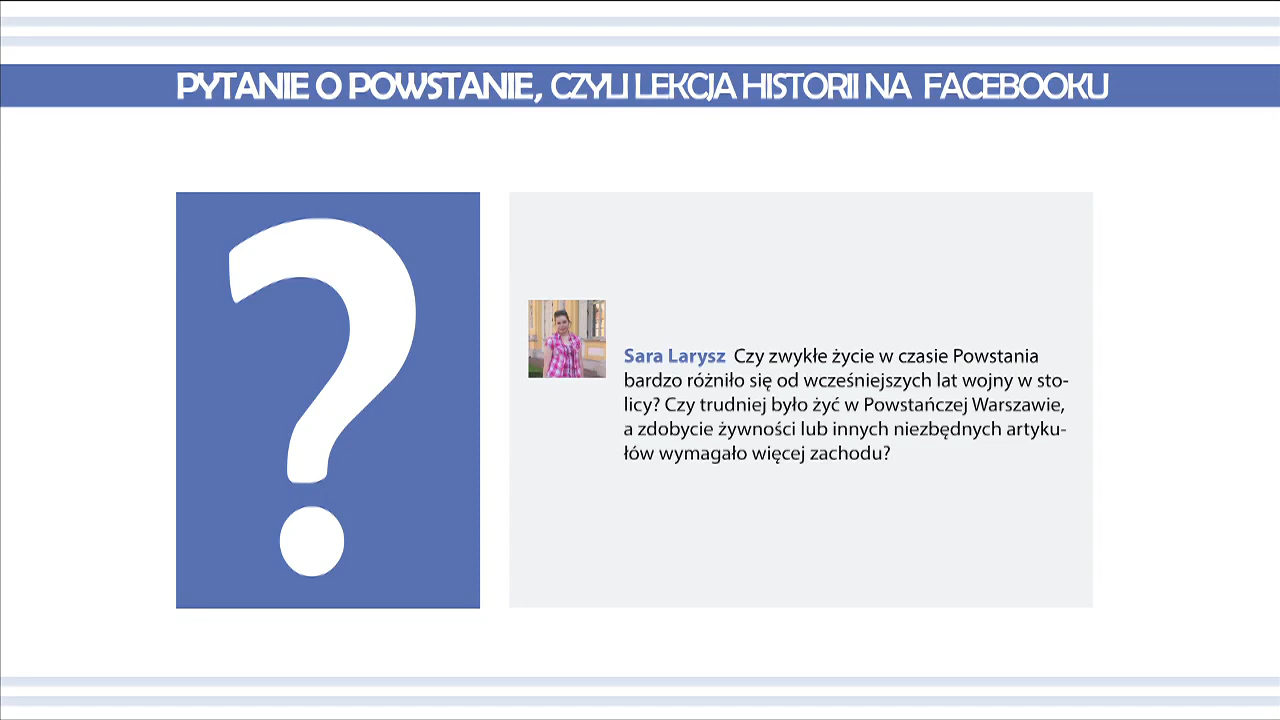 PYTANIE O POWSTANIE, CZYLI LEKCJA HISTORII NA FACEBOOKU
?
Sara Larysz Czy zwykłe życie w czasie Powstania
bardzo różniło się od wcześniejszych lat wojny w sto-
licy? Czy trudniej było żyć w Powstańczej Warszawie,
a zdobycie żywności lub innych niezbędnych artyku-
łów wymagało więcej zachodu?